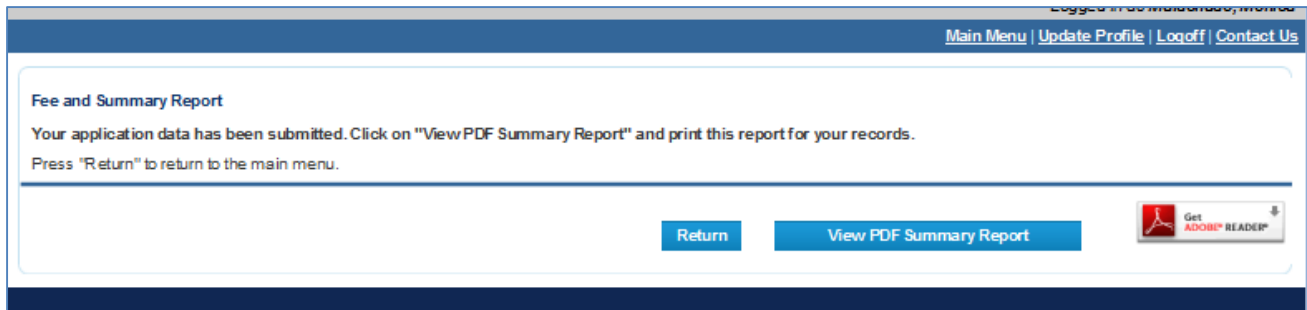 Main Menu | Update Profile | Logoff | Contact Us
Fee and Summary Report
Your application data has been submitted. Click on "View PDF Summary Report" and print this report for your records.
Press "Return" to return to the main menu.
Return
View PDF Summary Report
Get
ADOBE® READER®